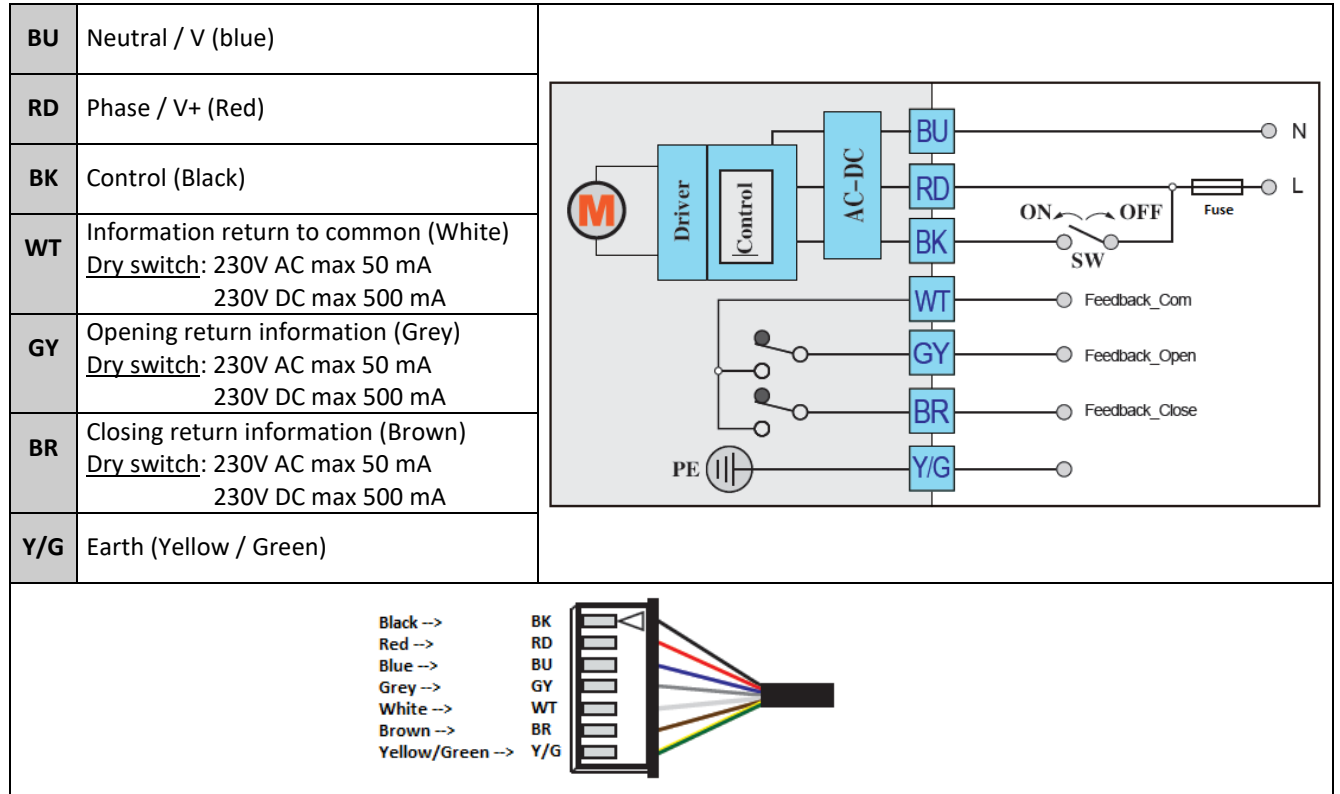 BU Neutral / V (blue)
RD Phase / V+ (Red)
BK Control (Black)
WT Information return to common (White)
Dry switch: 230V AC max 50 mA
230V DC max 500 mA
GY Opening return information (Grey)
Dry switch: 230V AC max 50 mA
230V DC max 500 mA
BR Closing return information (Brown)
Dry switch: 230V AC max 50 mA
230V DC max 500 mA
Y/G Earth (Yellow / Green)
M
Driver
Control
AC-DC
BU N
RD L
Fuse
ON OFF
BK
SW
WT Feedback_Com
GY Feedback_Open
BR Feedback_Close
PE Y/G
Black --> BK
Red --> RD
Blue --> BU
Grey --> GY
White --> WT
Brown --> BR
Yellow/Green --> Y/G